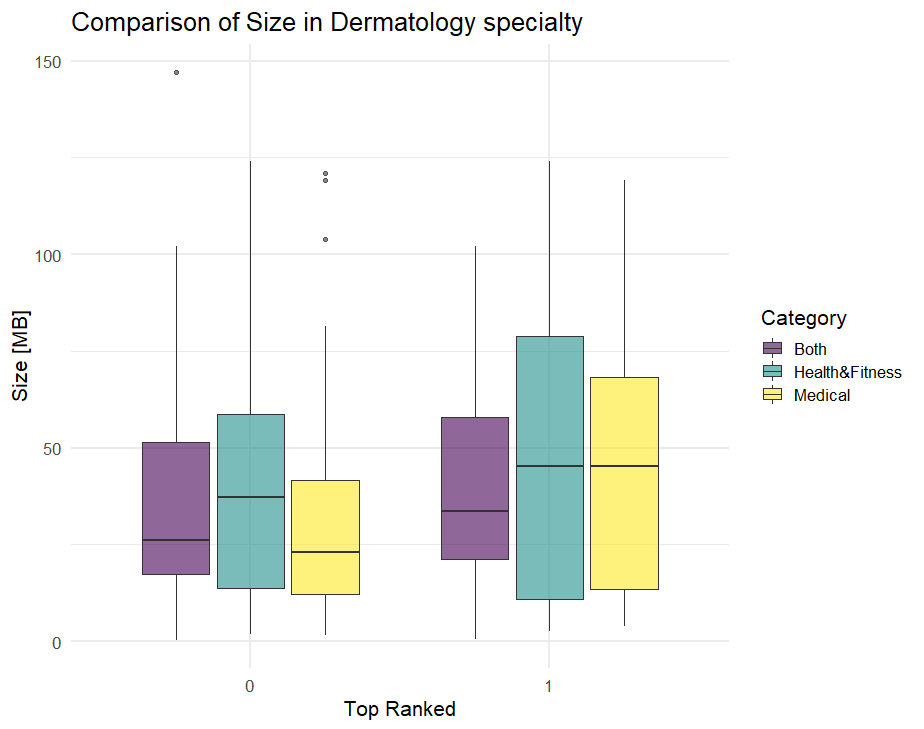 Comparison of Size in Dermatology specialty
150
100
50
0
Size [MB]
0
1
Top Ranked
Category
Both
Health&Fitness
Medical